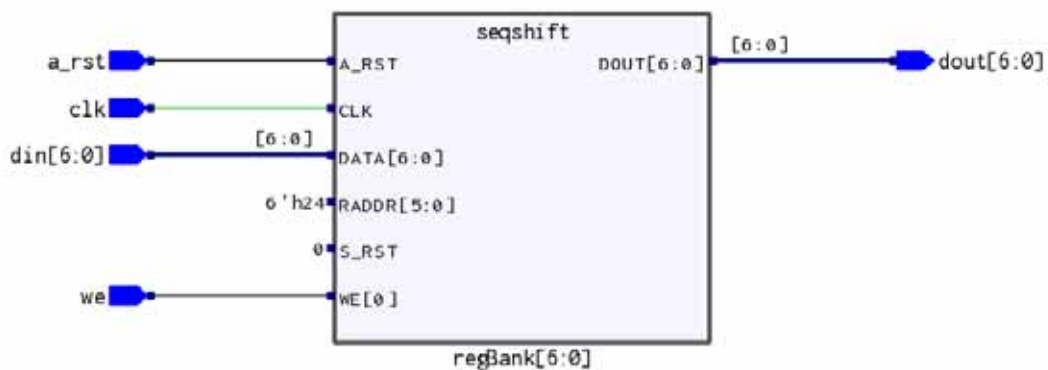 seqshift
a_rst
A_RST
DOUT[6:0]
[6:0]
dout[6:0]
clk
CLK
din[6:0]
[6:0]
DATA[6:0]
6'h24
RADDR[5:0]
0
S_RST
we
WE[0]
regBank[6:0]